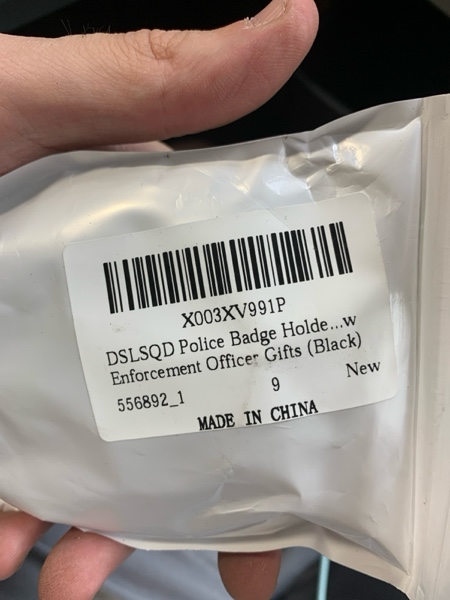 X003XV991P
DSLSQD Police Badge Holde...w
Enforcement Officer Gifts (Black)
556892_1 9 New
MADE IN CHINA